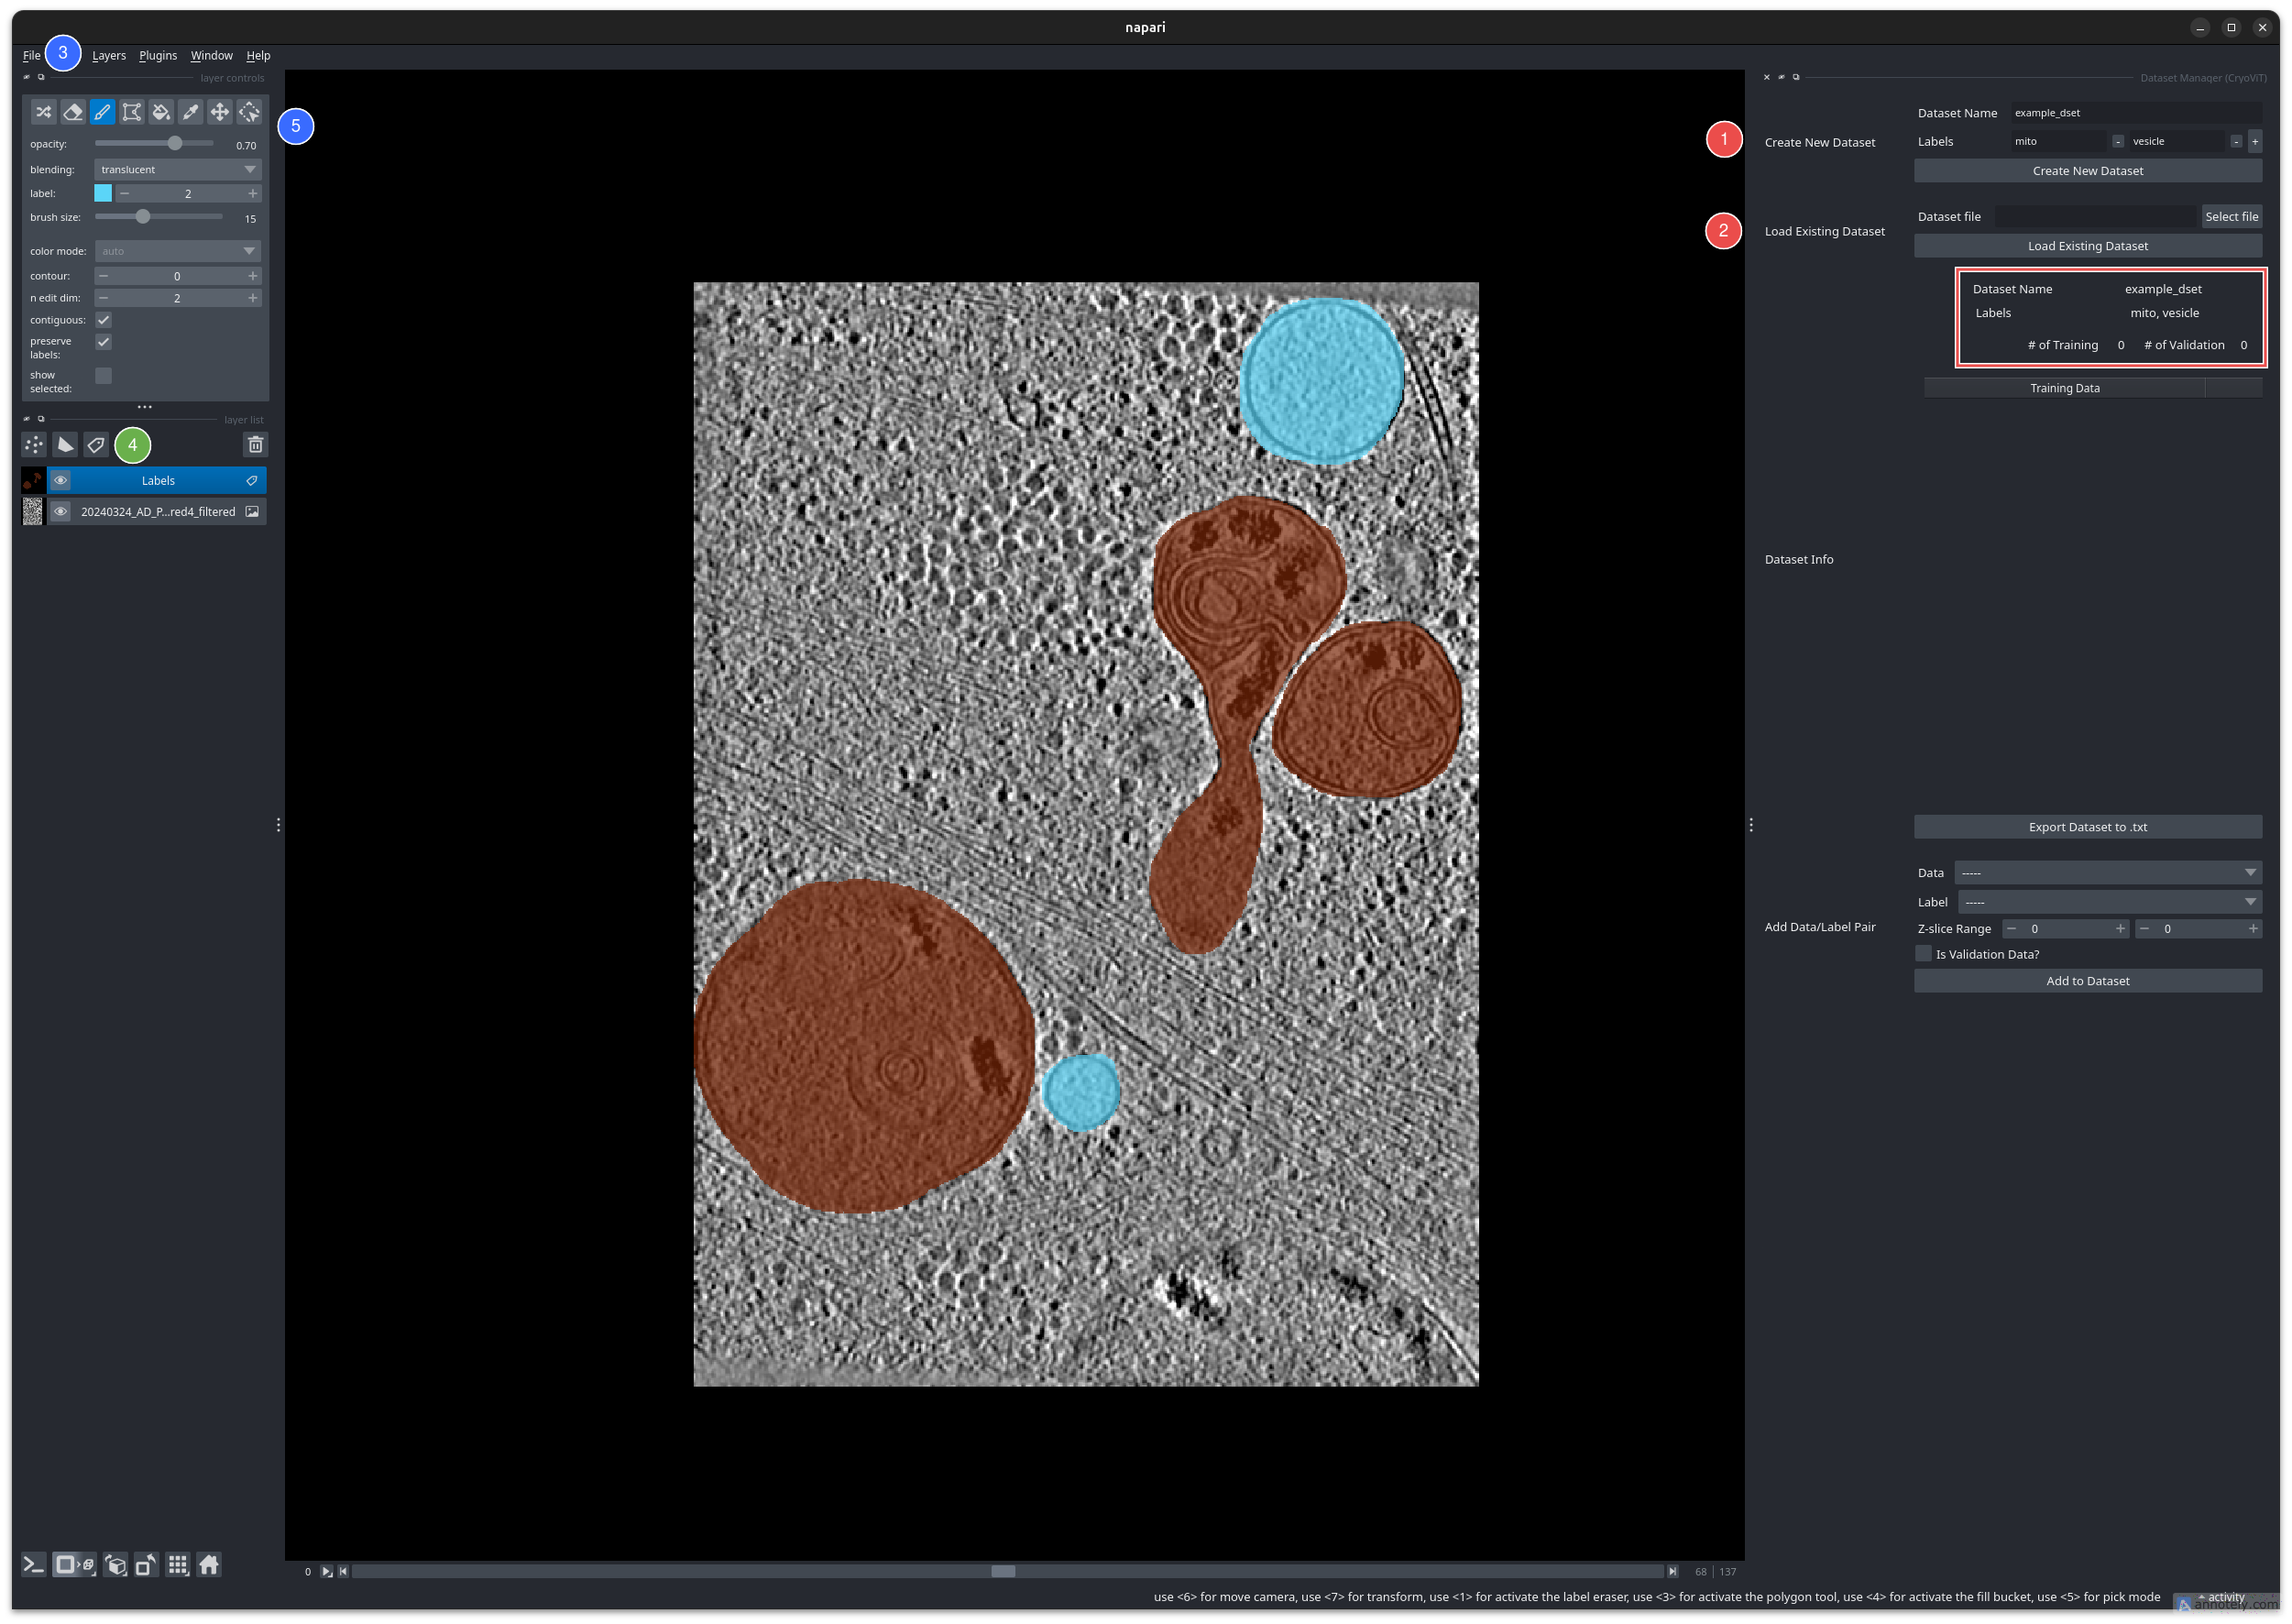 napari
File 3 Layers Plugins Window Help
layer controls
opacity: 0.70
blending: translucent
label: 2
brush size: 15
color mode: auto
contour: 0
n edit dim: 2
contiguous:
preserve
labels:
show
selected:
layer list
4
Labels
20240324_AD_P...red4_filtered
5
0
68 | 137
Dataset Manager (CryoViT)
1
Create New Dataset
Dataset Name example_dset
Labels mito - vesicle - +
Create New Dataset
2
Load Existing Dataset
Dataset file Select file
Load Existing Dataset
Dataset Name example_dset
Labels mito, vesicle
# of Training 0 # of Validation 0
Training Data
Dataset Info
Export Dataset to .txt
Add Data/Label Pair
Data -----
Label -----
Z-slice Range 0 0
Is Validation Data?
Add to Dataset
use <6> for move camera, use <7> for transform, use <1> for activate the label eraser, use <3> for activate the polygon tool, use <4> for activate the fill bucket, use <5> for pick mode
activity
annotely.com